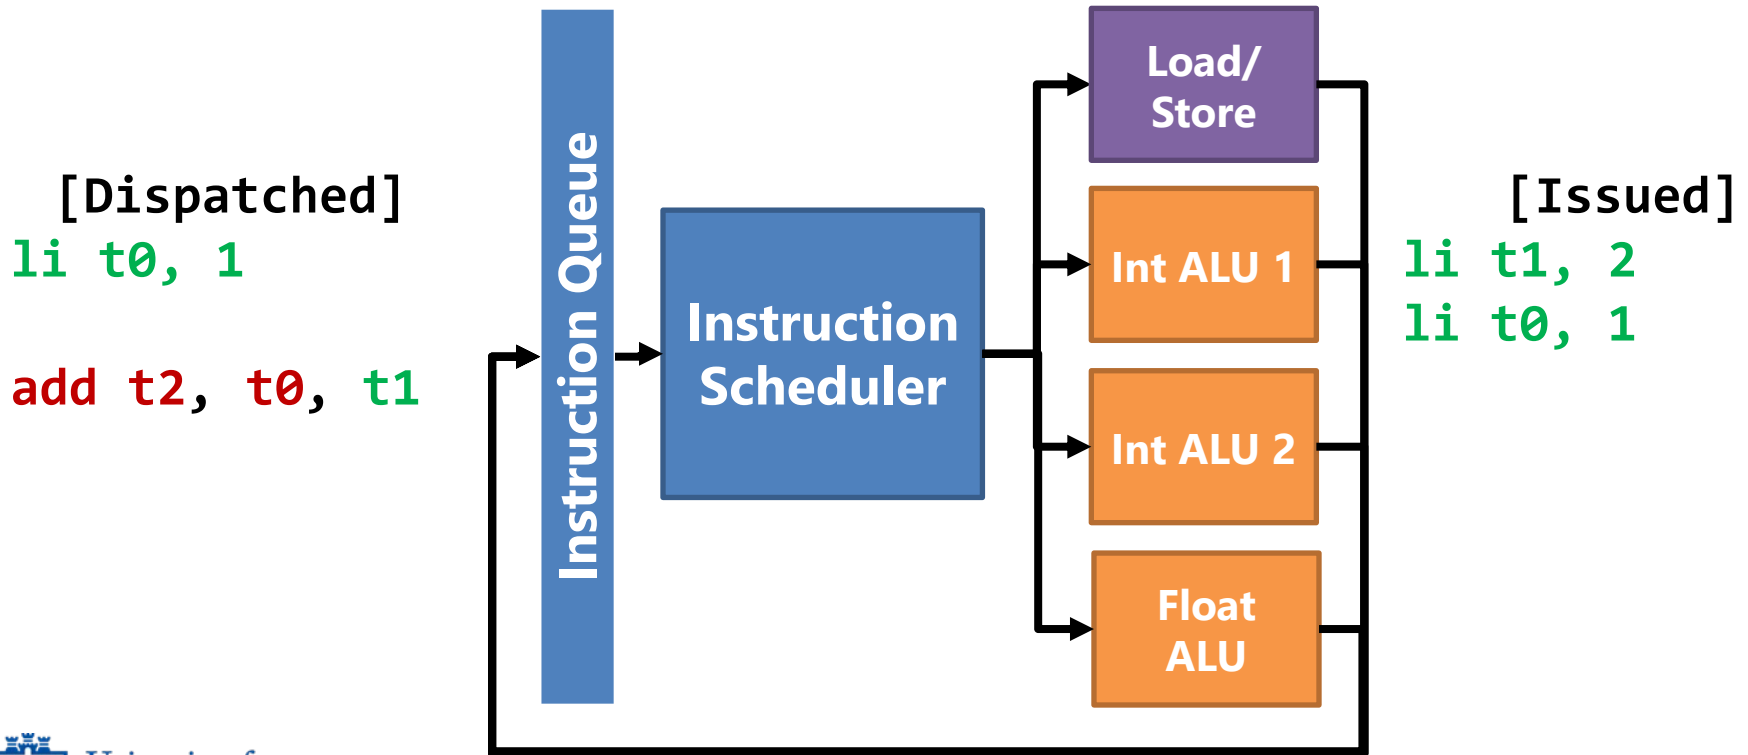 [Dispatched]
li t0, 1
add t2, t0, t1
Instruction Queue
Instruction
Scheduler
Load/
Store
Int ALU 1
Int ALU 2
Float
ALU
[Issued]
li t1, 2
li t0, 1